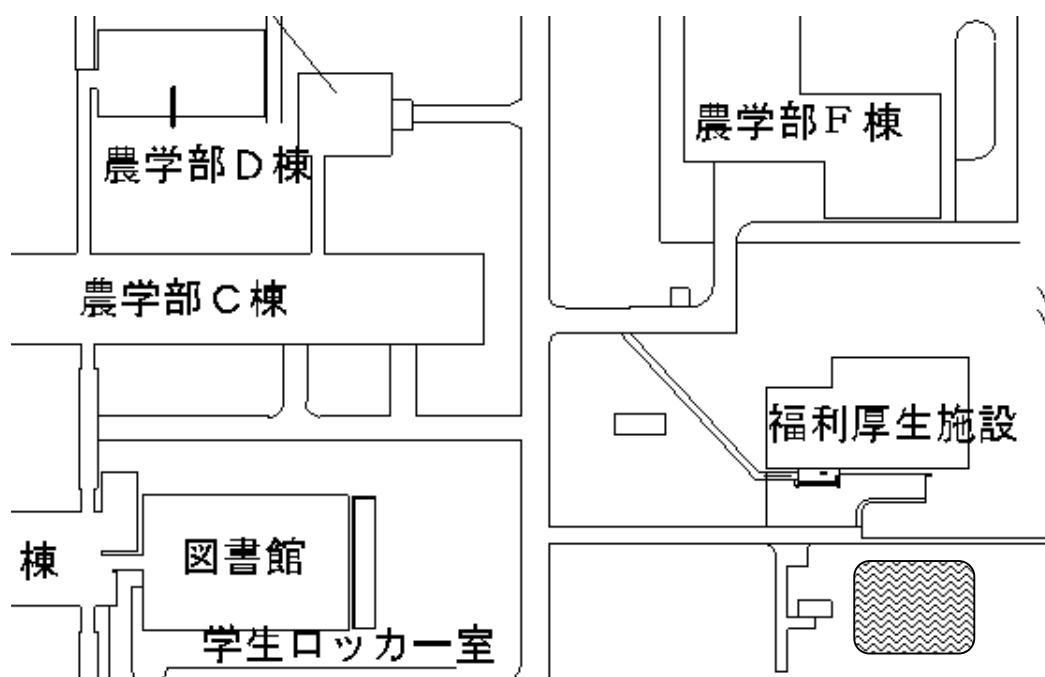 農学部Ｆ棟
農学部Ｄ棟
農学部Ｃ棟
福利厚生施設
棟
図書館
学生ロッカー室